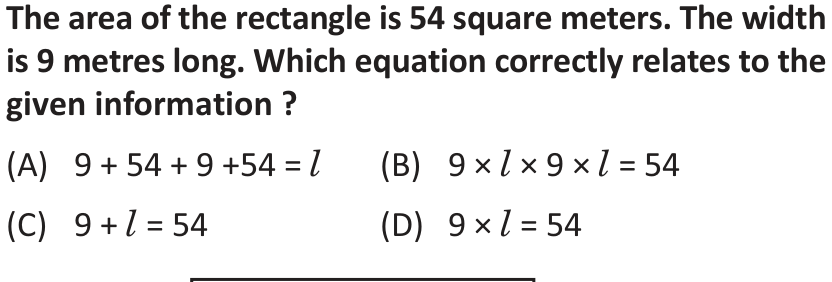 The area of the rectangle is 54 square meters. The width
is 9 metres long. Which equation correctly relates to the
given information ?
(A) 9 + 54 + 9 +54 = l (B) 9 × l × 9 × l = 54
(C) 9 + l = 54 (D) 9 × l = 54